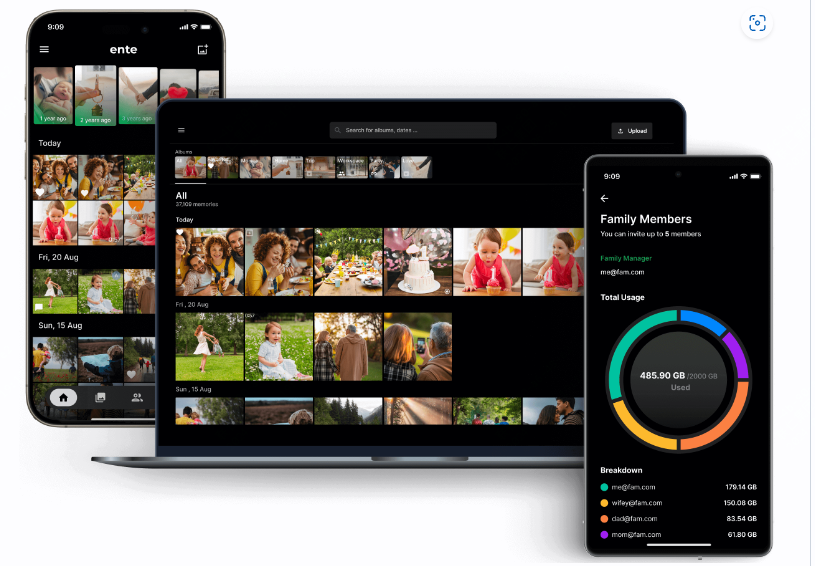 9:09
ente
1 year ago
2 years ago
3 years ago
Today
Fri, 20 Aug
Sun, 15 Aug
Search for albums, dates ...
Upload
Albums
All
All
37,109 memories
Today
Fri, 20 Aug
Sun, 15 Aug
9:09
Family Members
You can invite up to 5 members
Family Manager
me@fam.com
Total Usage
485.90 GB /2000 GB
Used
Breakdown
me@fam.com 179.14 GB
wifey@fam.com 150.08 GB
dad@fam.com 83.54 GB
mom@fam.com 61.80 GB